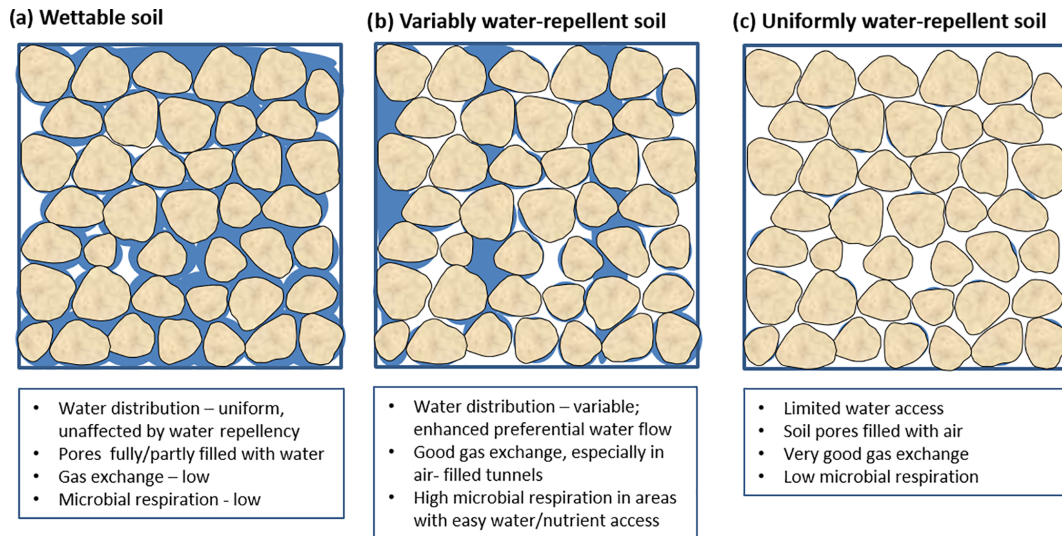 (a) Wettable soil
(b) Variably water-repellent soil
(c) Uniformly water-repellent soil
• Water distribution – uniform,
unaffected by water repellency
• Pores fully/partly filled with water
• Gas exchange – low
• Microbial respiration - low
• Water distribution – variable;
enhanced preferential water flow
• Good gas exchange, especially in
air- filled tunnels
• High microbial respiration in areas
with easy water/nutrient access
• Limited water access
• Soil pores filled with air
• Very good gas exchange
• Low microbial respiration